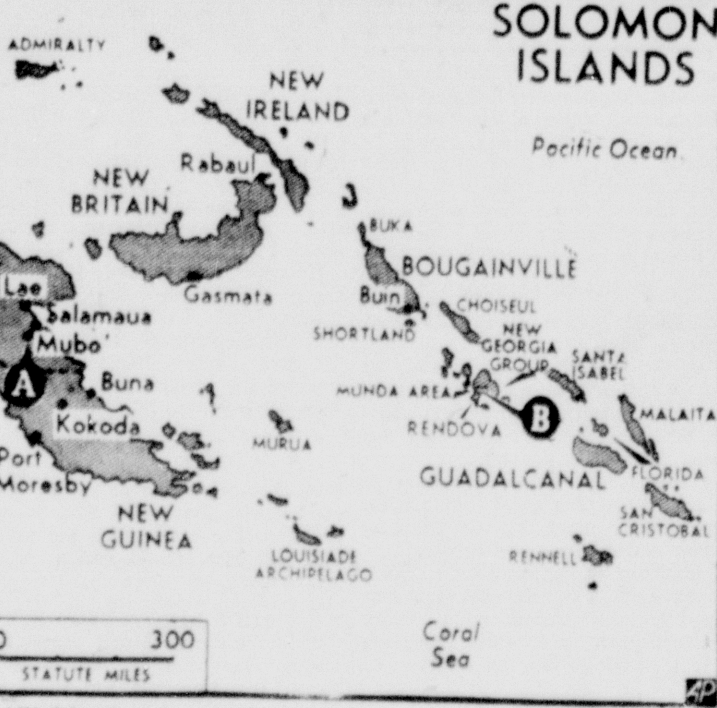 SOLOMON
ISLANDS
ADMIRALTY
NEW
IRELAND
Pacific Ocean
Rabaul
NEW
BRITAIN
BUKA
BOUGAINVILLE
Lae
Gasmata
Buin
CHOISEUL
Salamaua
SHORTLAND
NEW
GEORGIA
GROUP
Mubo
SANTA
ISABEL
A
Buna
MUNDA AREA
B
MALAITA
Kokoda
RENDOVA
MURUA
Port
Moresby
GUADALCANAL
FLORIDA
NEW
GUINEA
SAN
CRISTOBAL
LOUISIADE
ARCHIPELAGO
RENNELL
0 300
STATUTE MILES
Coral
Sea
AP